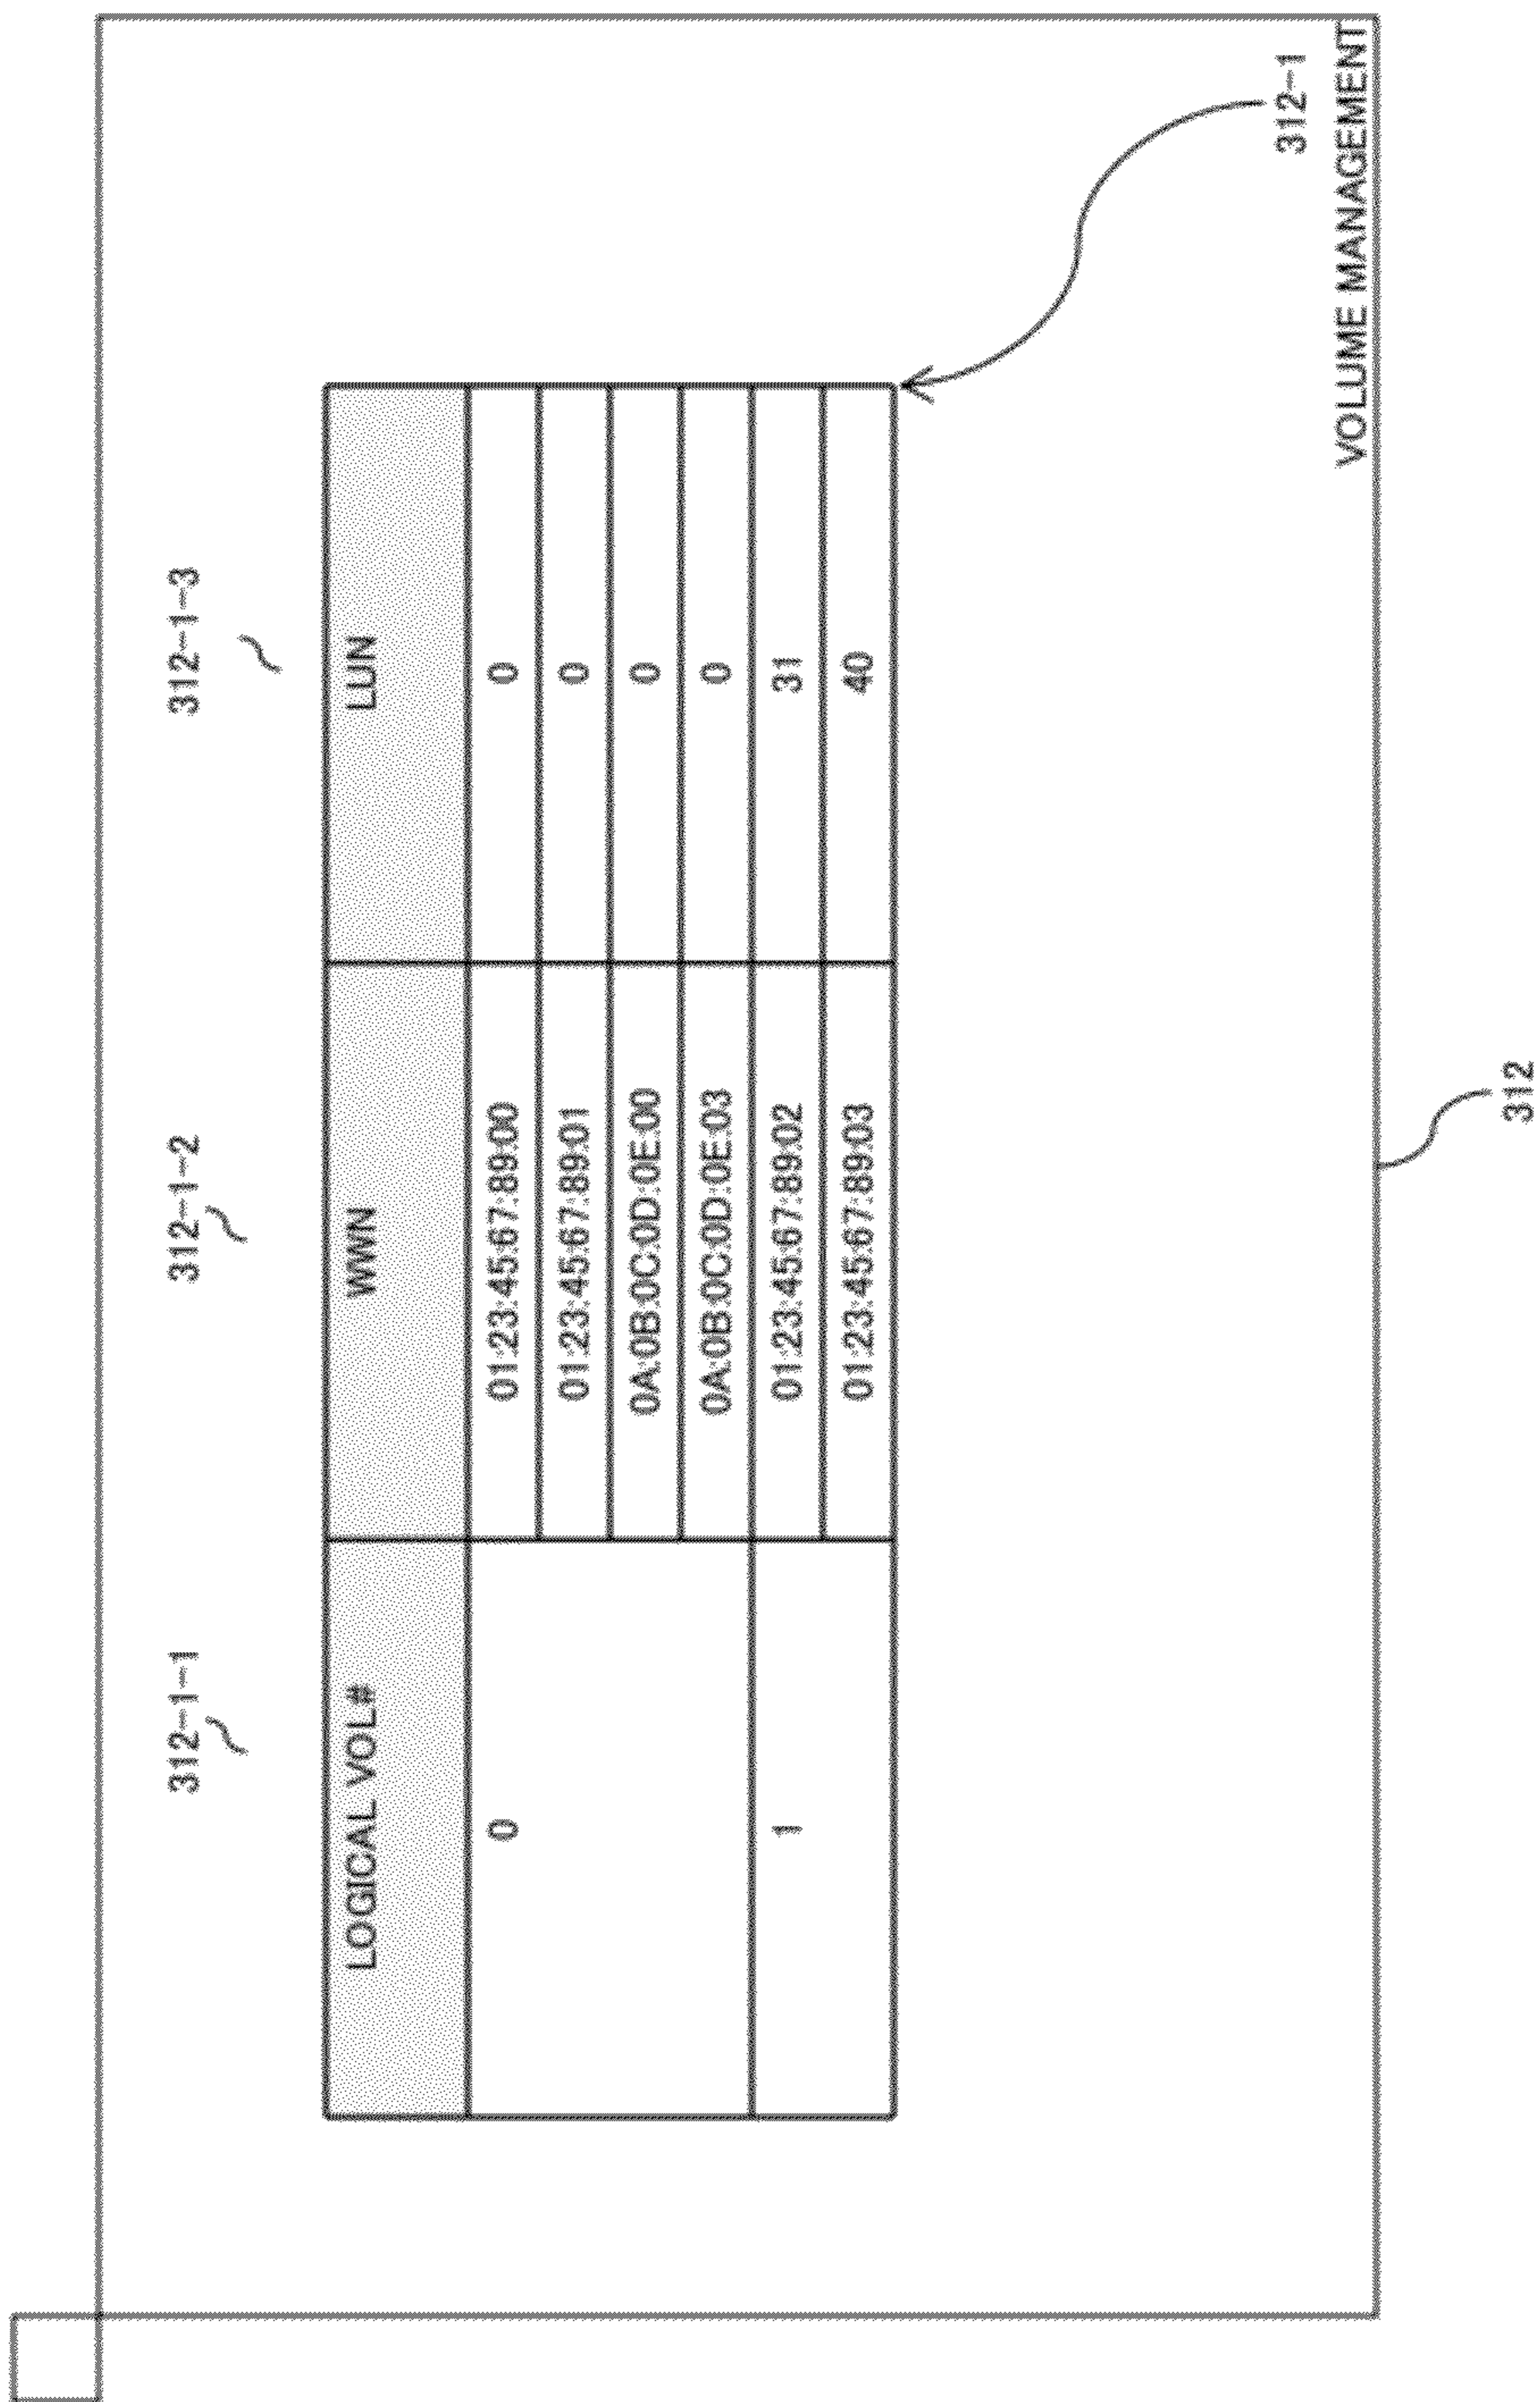 312-1-1 312-1-2 312-1-3
LOGICAL VOL# WWN LUN
0 01:23:45:67:89:00 0
01:23:45:67:89:01 0
0A:0B:0C:0D:0E:00 0
0A:0B:0C:0D:0E:03 0
1 01:23:45:67:89:02 31
01:23:45:67:89:03 40
312-1
VOLUME MANAGEMENT
312